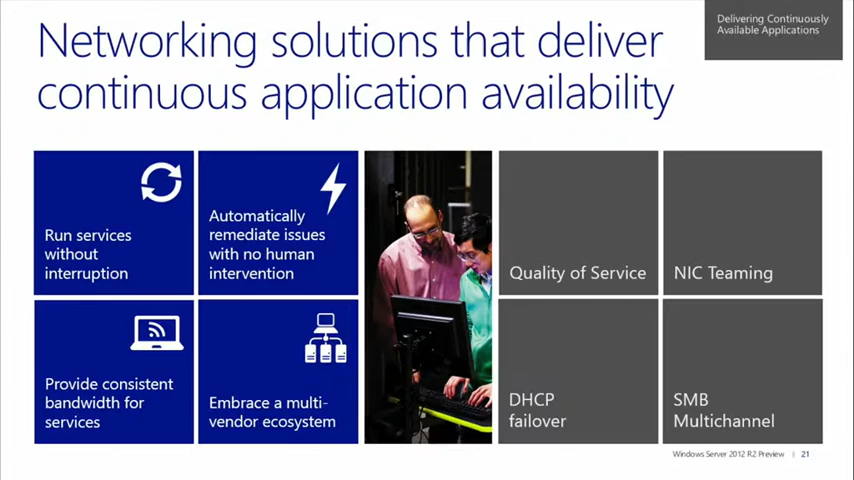 Delivering Continuously
Available Applications
Networking solutions that deliver
continuous application availability
Run services
without
interruption
Automatically
remediate issues
with no human
intervention
Quality of Service
NIC Teaming
Provide consistent
bandwidth for
services
Embrace a multi-
vendor ecosystem
DHCP
failover
SMB
Multichannel
Windows Server 2012 R2 Preview | 21